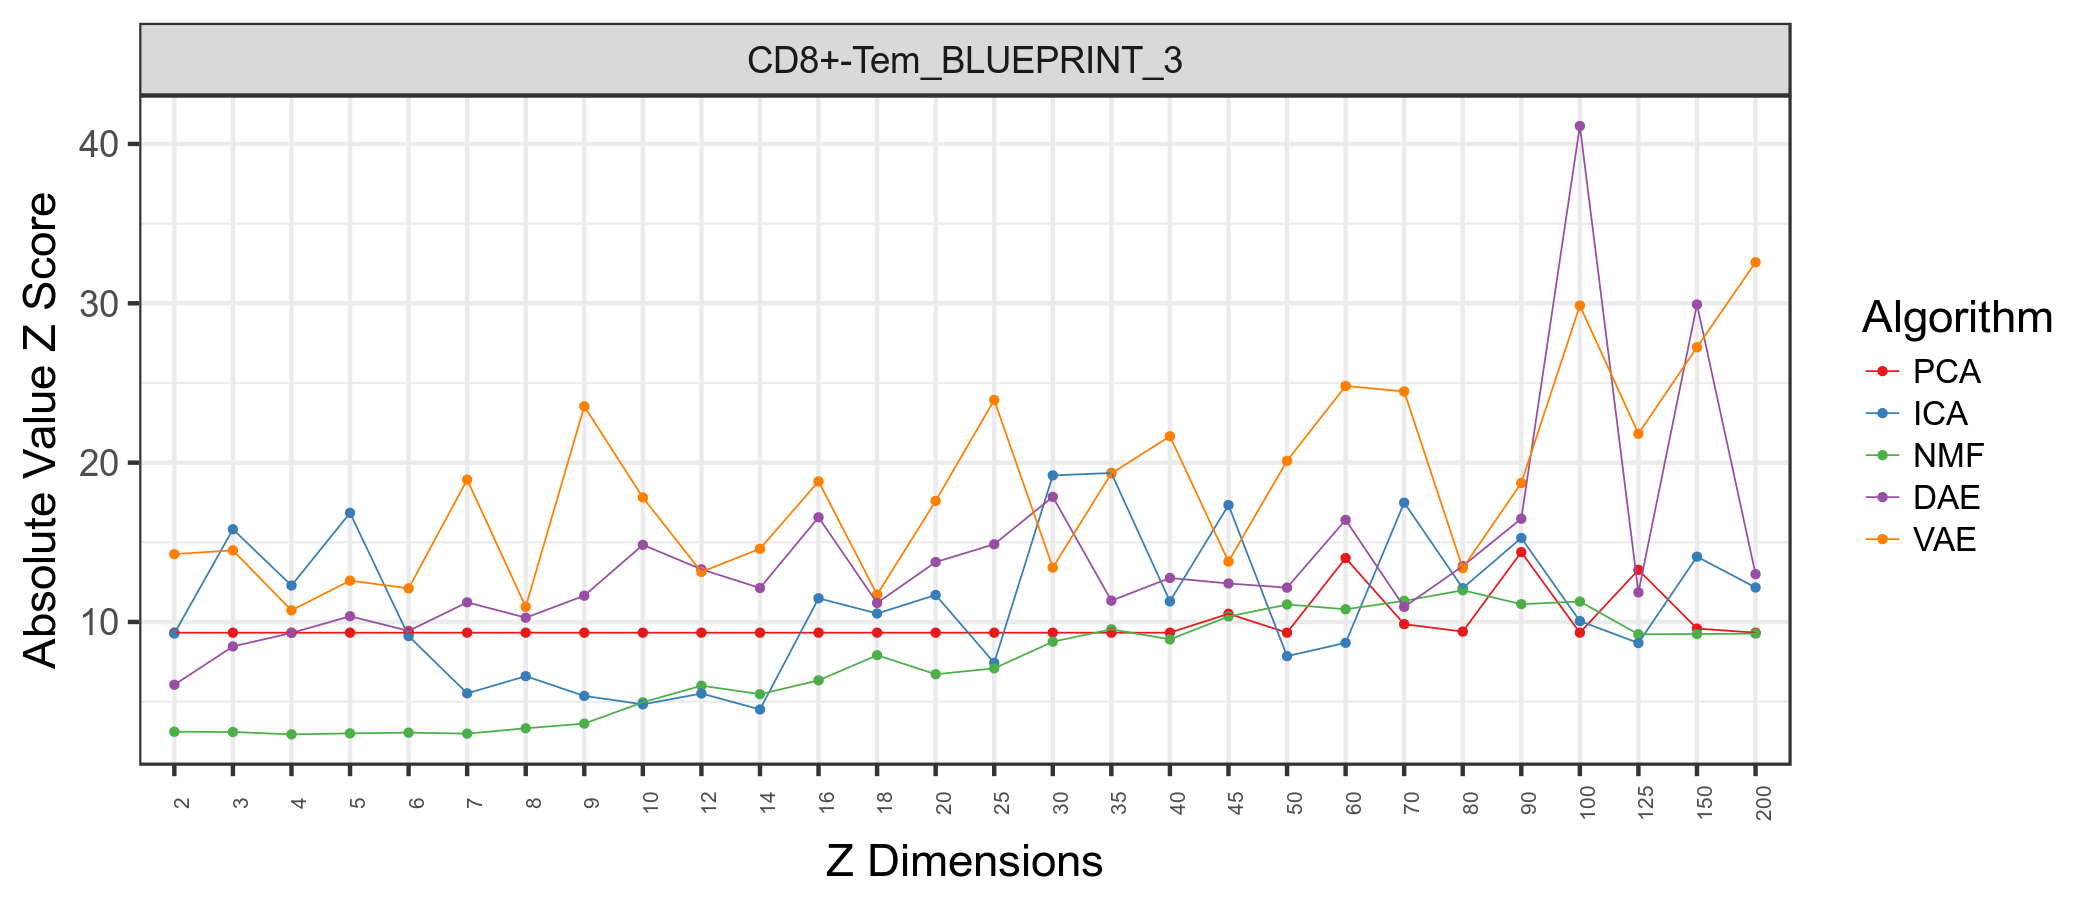 CD8+-Tem_BLUEPRINT_3
Absolute Value Z Score
40
30
20
10
2 3 4 5 6 7 8 9 10 12 14 16 18 20 25 30 35 40 45 50 60 70 80 90 100 125 150 200
Z Dimensions
Algorithm
PCA
ICA
NMF
DAE
VAE